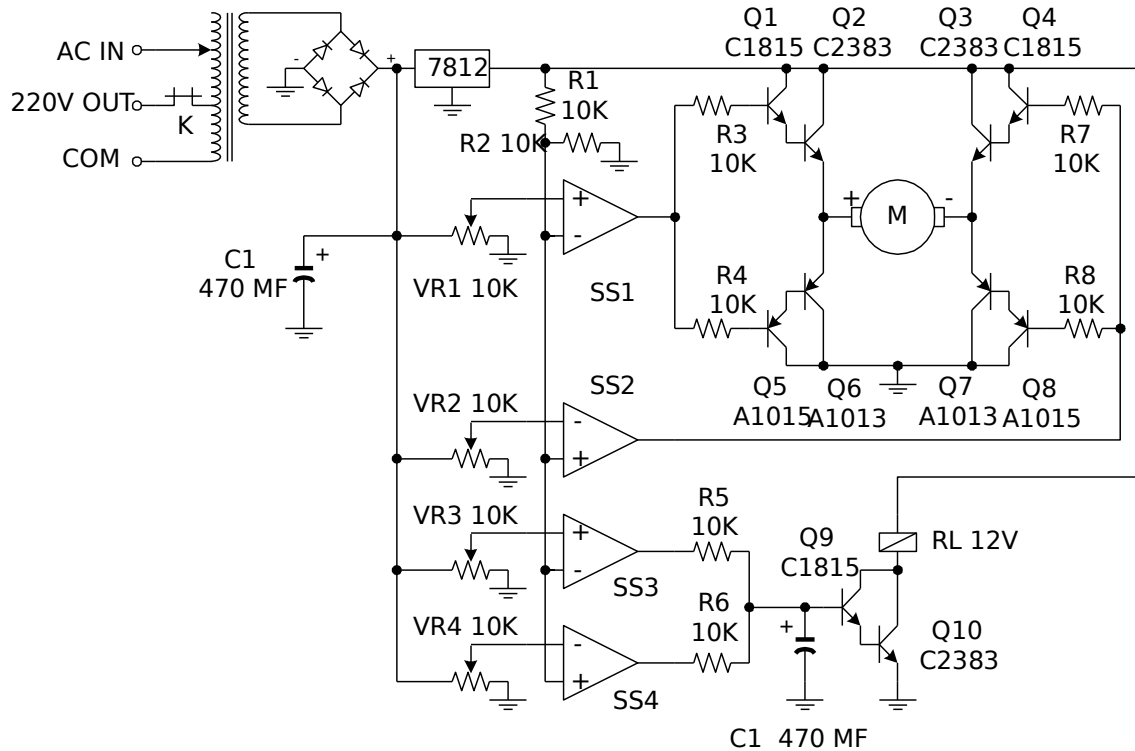 AC IN
220V OUT
K
COM
-
+
7812
R1
10K
R2 10K
C1
470 MF
+
VR1 10K
+
-
SS1
R3
10K
R4
10K
Q1
C1815
Q2
C2383
Q3
C2383
Q4
C1815
R7
10K
R8
10K
+
M
-
Q5
A1015
Q6
A1013
Q7
A1013
Q8
A1015
VR2 10K
SS2
-
+
VR3 10K
+
-
SS3
R5
10K
VR4 10K
-
+
SS4
R6
10K
Q9
C1815
+
RL 12V
Q10
C2383
C1 470 MF